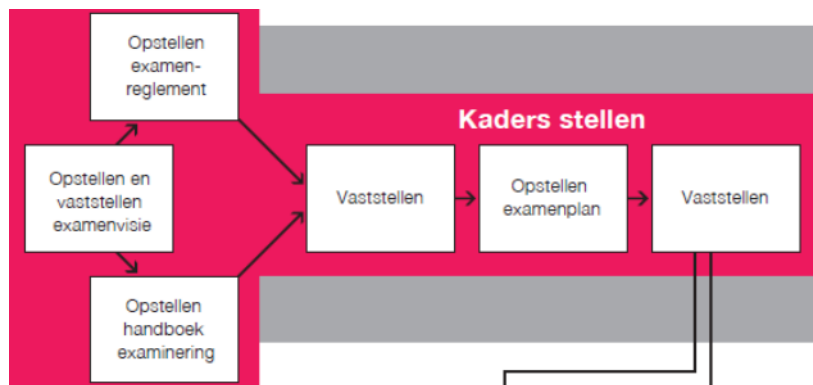 Opstellen
examen-
reglement
Kaders stellen
Opstellen en
vaststellen
examenvisie
Vaststellen
Opstellen
examenplan
Vaststellen
Opstellen
handboek
examinering